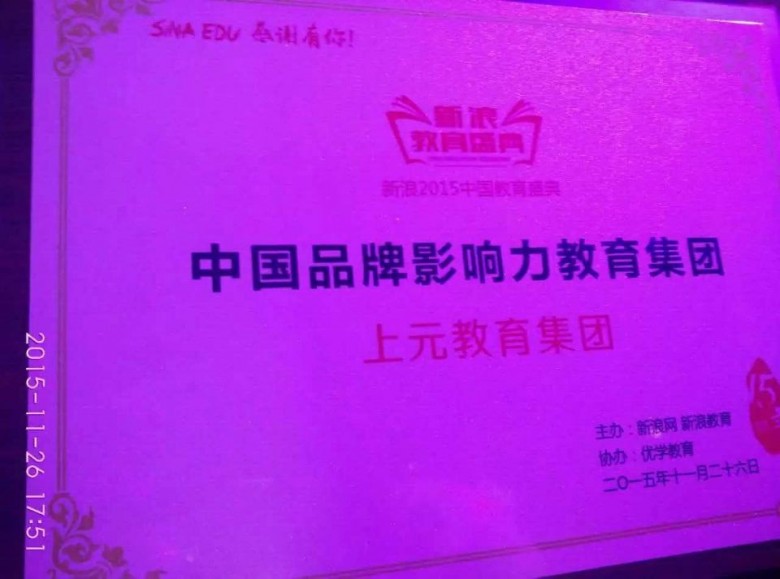 SiNA EDU 感谢有你!
新浪
教育盛典
新浪2015中国教育盛典
中国品牌影响力教育集团
上元教育集团
15
主办:新浪网 新浪教育
协办:优学教育
二〇一五年十一月二十六日
2015-11-26 17:51